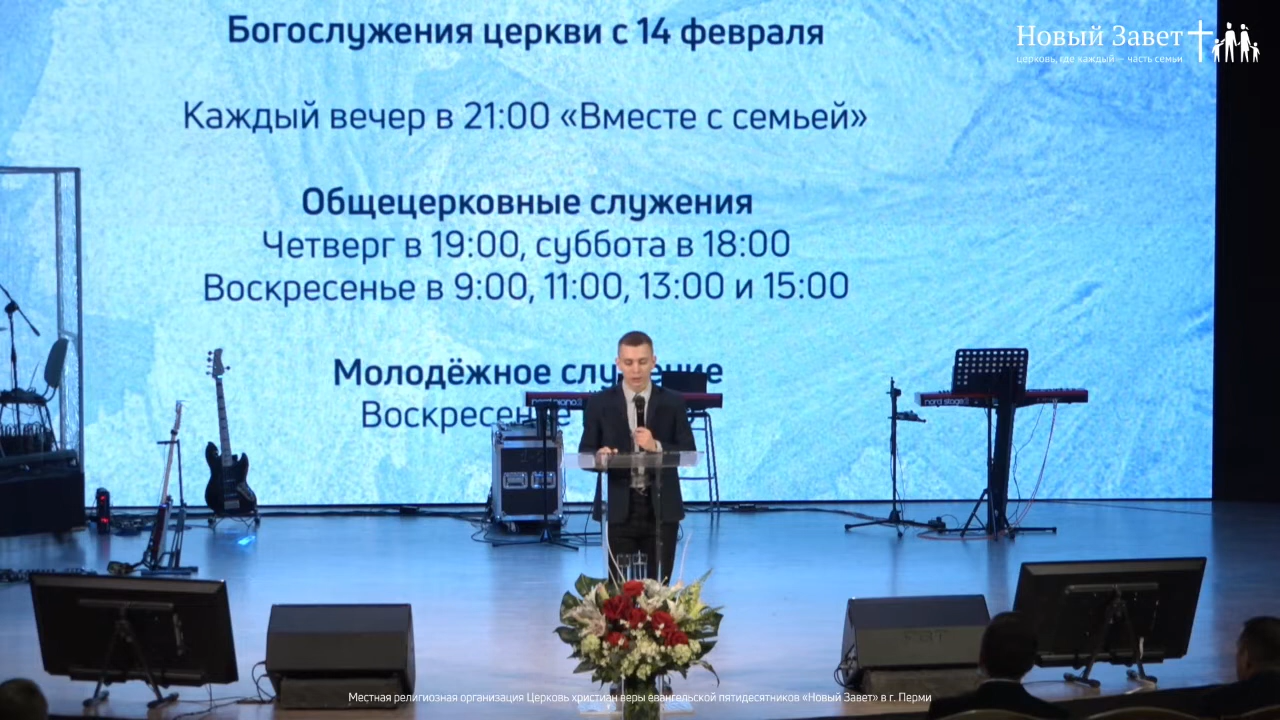 Богослужения церкви с 14 февраля
Новый Завет
церковь, где каждый — часть семьи
Каждый вечер в 21:00 «Вместе с семьей»
Общецерковные служения
Четверг в 19:00, суббота в 18:00
Воскресенье в 9:00, 11:00, 13:00 и 15:00
Молодёжное служение
Воскресенье
nord stage
Местная религиозная организация Церковь христиан веры евангельской пятидесятников «Новый Завет» в г. Перми